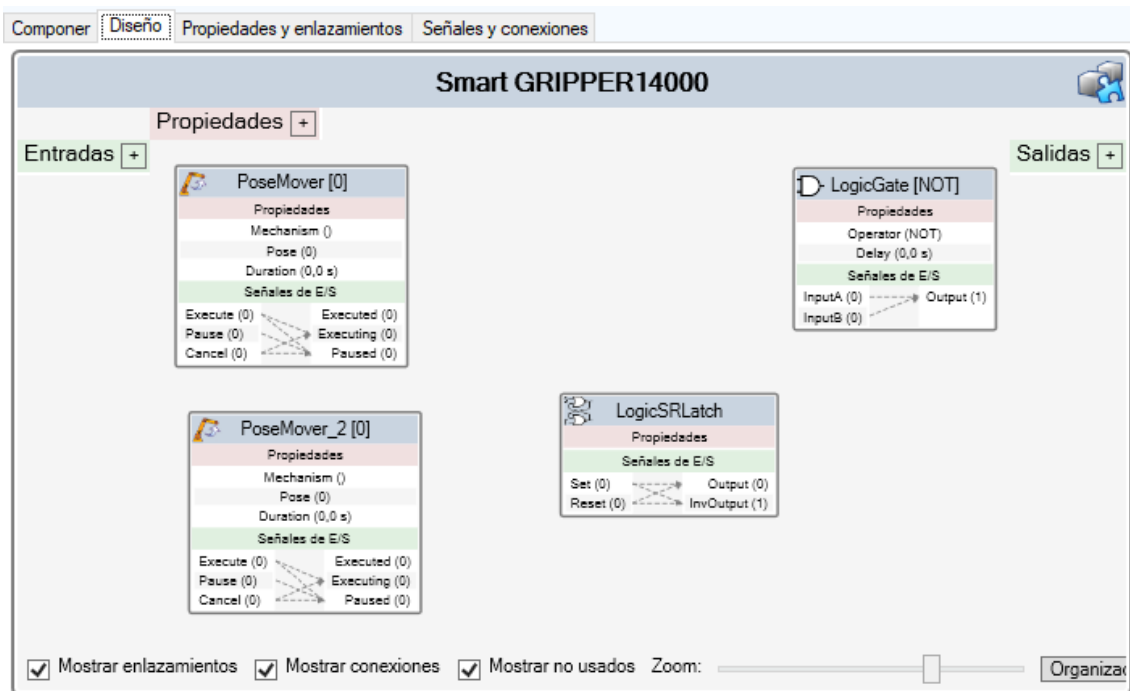 Componer Diseño Propiedades y enlazamientos Señales y conexiones
Smart GRIPPER14000
Propiedades +
Entradas +
Salidas +
PoseMover [0]
Propiedades
Mechanism ()
Pose (0)
Duration (0,0 s)
Señales de E/S
Execute (0) Executed (0)
Pause (0) Executing (0)
Cancel (0) Paused (0)
LogicGate [NOT]
Propiedades
Operator (NOT)
Delay (0,0 s)
Señales de E/S
InputA (0) Output (1)
InputB (0)
PoseMover_2 [0]
Propiedades
Mechanism ()
Pose (0)
Duration (0,0 s)
Señales de E/S
Execute (0) Executed (0)
Pause (0) Executing (0)
Cancel (0) Paused (0)
LogicSRLatch
Propiedades
Señales de E/S
Set (0) Output (0)
Reset (0) InvOutput (1)
Mostrar enlazamientos Mostrar conexiones Mostrar no usados Zoom: Organiza